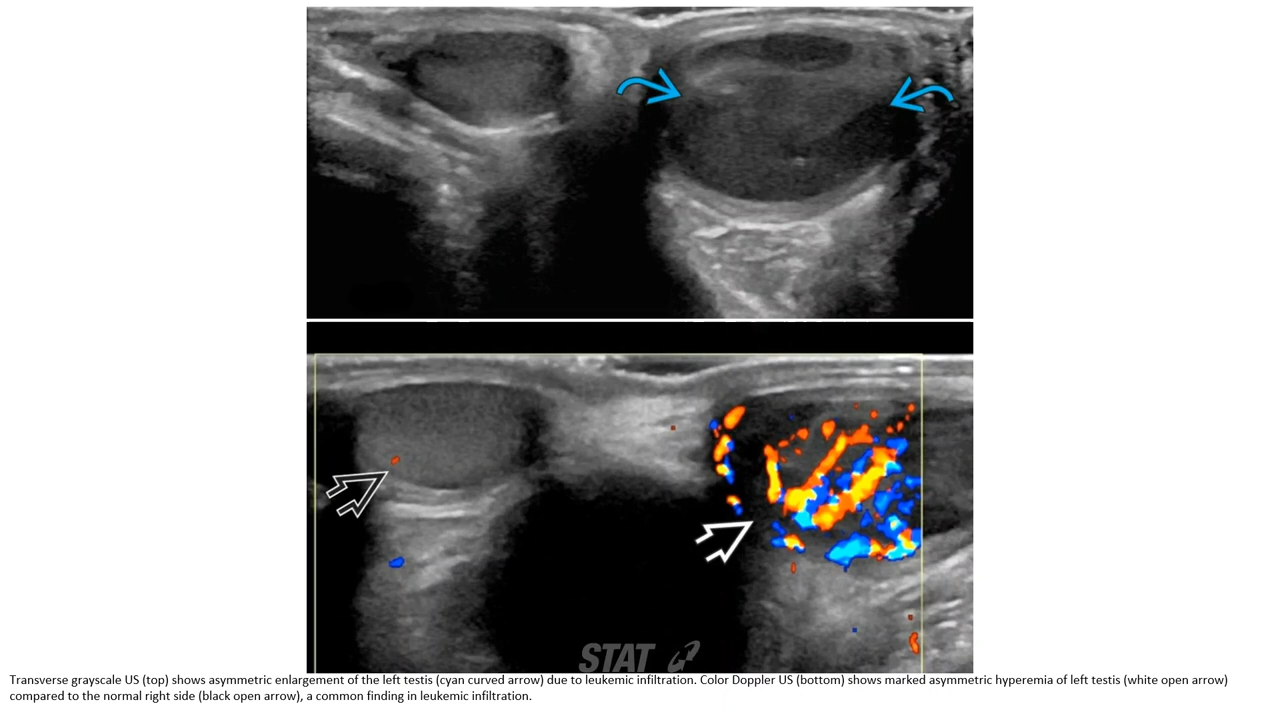 STAT
Transverse grayscale US (top) shows asymmetric enlargement of the left testis (cyan curved arrow) due to leukemic infiltration. Color Doppler US (bottom) shows marked asymmetric hyperemia of left testis (white open arrow)
compared to the normal right side (black open arrow), a common finding in leukemic infiltration.